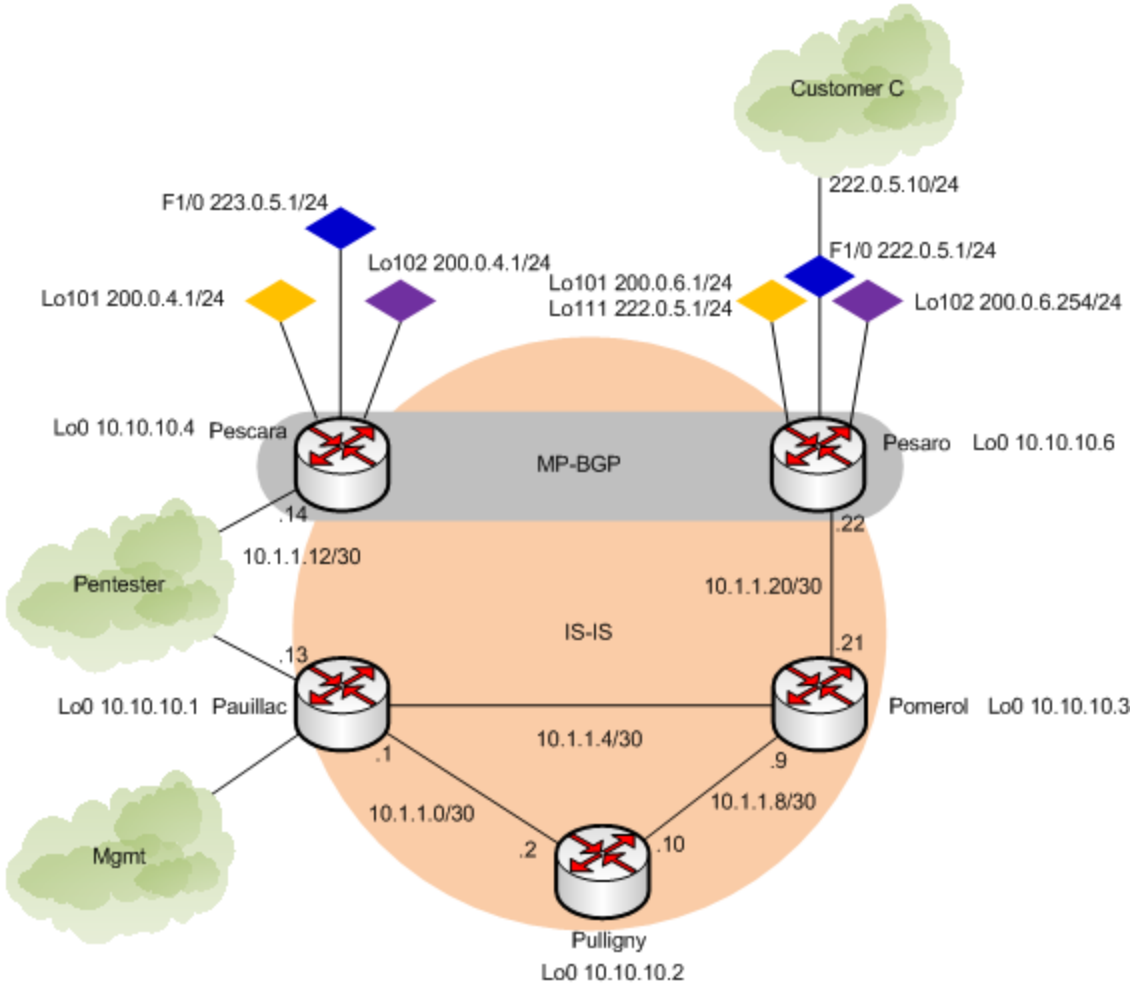 Customer C
222.0.5.10/24
F1/0 223.0.5.1/24
F1/0 222.0.5.1/24
Lo102 200.0.4.1/24
Lo101 200.0.6.1/24
Lo111 222.0.5.1/24
Lo101 200.0.4.1/24
Lo102 200.0.6.254/24
Lo0 10.10.10.4 Pescara
MP-BGP
Pesaro Lo0 10.10.10.6
.14
.22
10.1.1.12/30
Pentester
10.1.1.20/30
IS-IS
.13
.21
Lo0 10.10.10.1 Pauillac
Pomerol Lo0 10.10.10.3
10.1.1.4/30
.1
.9
10.1.1.0/30
10.1.1.8/30
.2
.10
Mgmt
Pulligny
Lo0 10.10.10.2